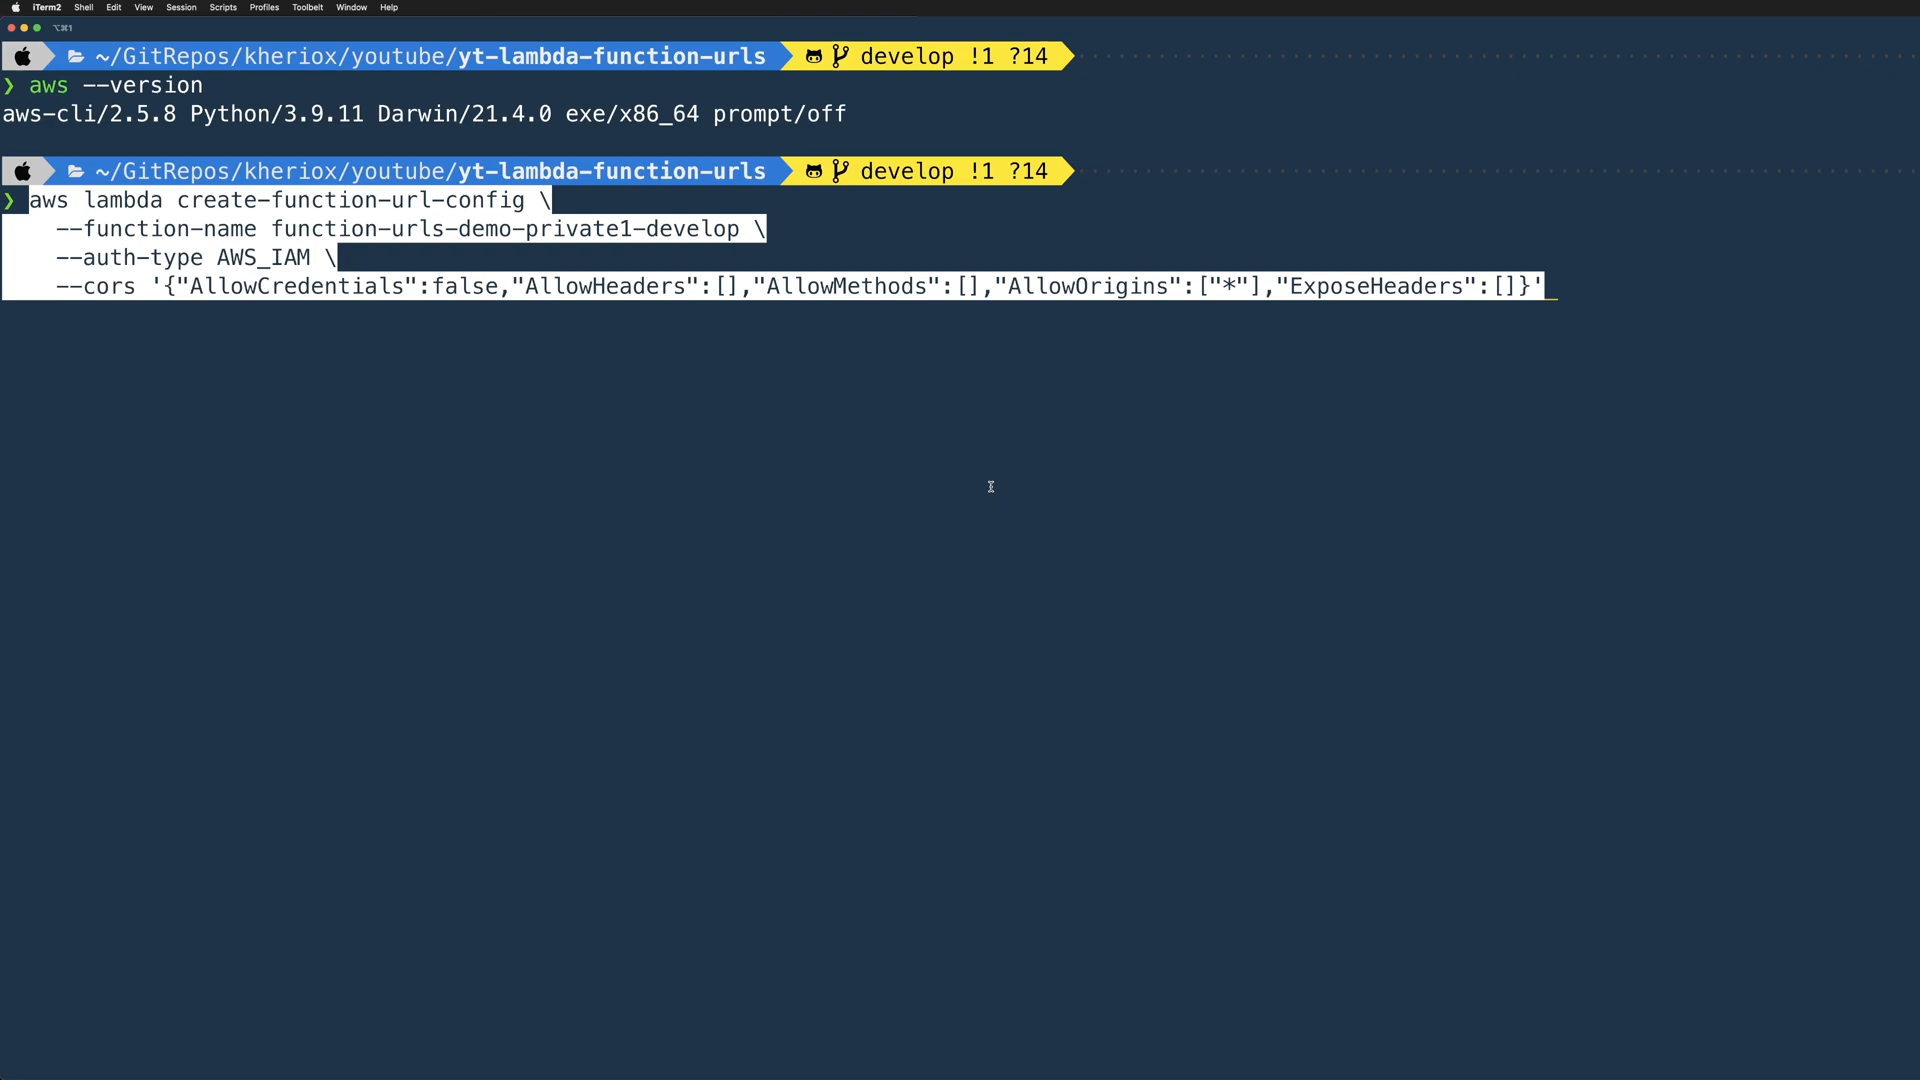 iTerm2 Shell Edit View Session Scripts Profiles Toolbelt Window Help
⌥⌘1
~/GitRepos/kheriox/youtube/yt-lambda-function-urls develop !1 ?14
❯ aws --version
aws-cli/2.5.8 Python/3.9.11 Darwin/21.4.0 exe/x86_64 prompt/off
~/GitRepos/kheriox/youtube/yt-lambda-function-urls develop !1 ?14
❯ aws lambda create-function-url-config \
--function-name function-urls-demo-private1-develop \
--auth-type AWS_IAM \
--cors '{"AllowCredentials":false,"AllowHeaders":[],"AllowMethods":[],"AllowOrigins":["*"],"ExposeHeaders":[]}'